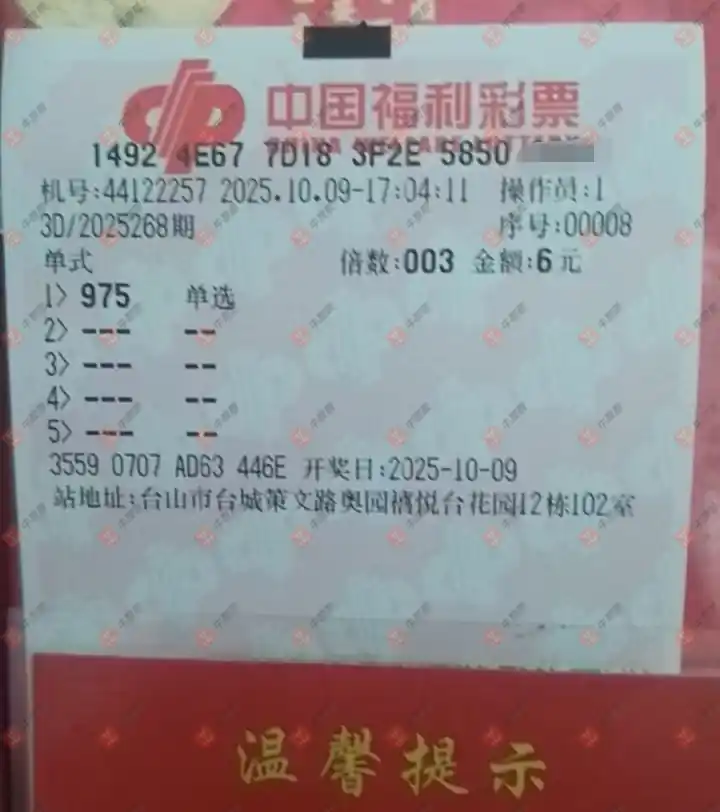 中国福利彩票
CHINA WELFARE LOTTERY
1492 4E67 7D18 3F2E 5850
机号:44122257 2025.10.09-17:04:11 操作员:1
3D/2025268期 序号:00008
单式 倍数:003 金额:6元
1> 975 单选
2> --- --
3> --- --
4> --- --
5> --- --
3559 0707 AD63 446E 开奖日:2025-10-09
站地址:台山市台城策文路奥园禧悦台花园12栋102室
温馨提示